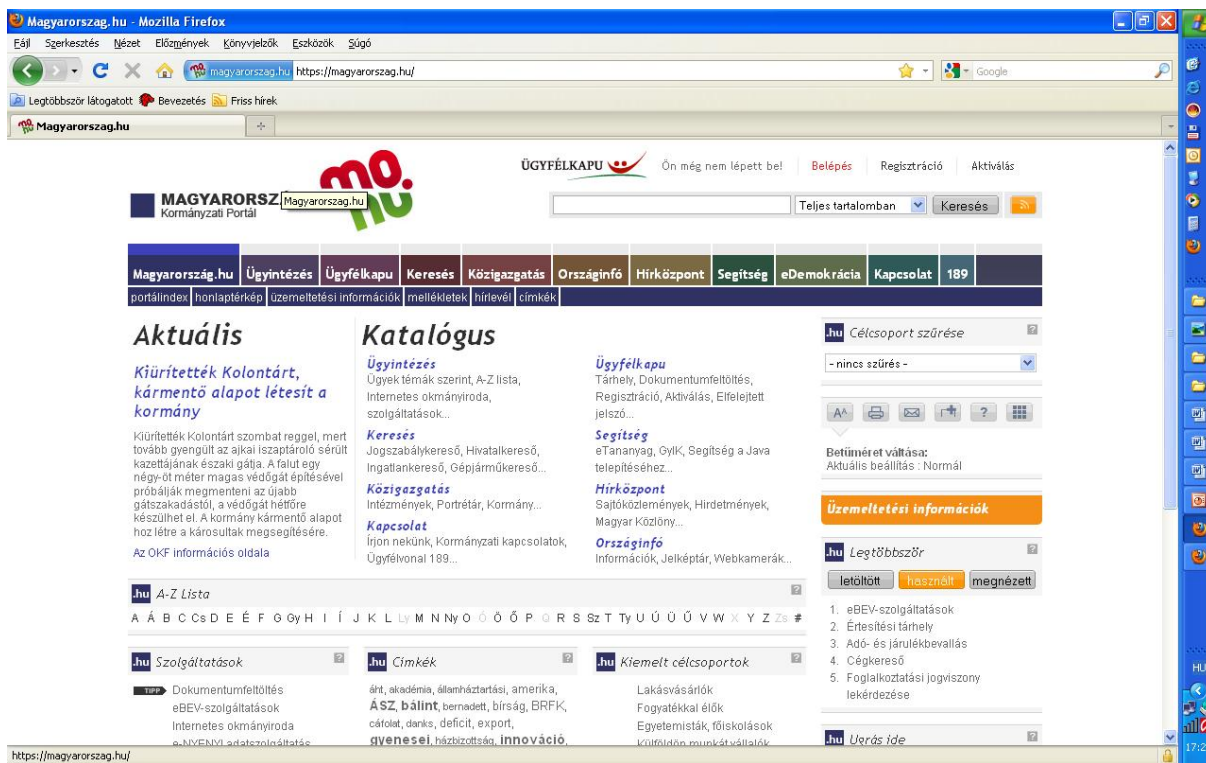 Magyarorszag.hu - Mozilla Firefox
Fájl Szerkesztés Nézet Előzmények Könyvjelzők Eszközök Súgó
magyarorszag.hu https://magyarorszag.hu/
Google
Legtöbbször látogatott Bevezetés Friss hírek
Magyarorszag.hu
mo.hu
MAGYARORSZ
Kormányzati Portál
Magyarorszag.hu
ÜGYFÉLKAPU Ön még nem lépett be! Belépés Regisztráció Aktiválás
Teljes tartalomban Keresés
Magyarország.hu Ügyintézés Ügyfélkapu Keresés Közigazgatás Országinfó Hírközpont Segítség eDemokrácia Kapcsolat 189
portálindex honlaptérkép üzemeltetési információk mellékletek hírlevél címkék
Aktuális
Kiürítették Kolontárt,
kármentő alapot létesít a
kormány
Kiürítették Kolontárt szombat reggel, mert
tovább gyengült az ajkai iszaptároló sérült
kazettájának északi gátja. A falut egy
négy-öt méter magas védőgát építésével
próbálják megmenteni az újabb
gátszakadástól, a védőgát hétfőre
készülhet el. A kormány kármentő alapot
hoz létre a károsultak megsegítésére.
Az OKF információs oldala
Katalógus
Ügyintézés
Ügyek témák szerint, A-Z lista,
Internetes okmányiroda,
szolgáltatások...
Keresés
Jogszabálykereső, Hivatalkereső,
Ingatlankereső, Gépjárműkereső...
Közigazgatás
Intézmények, Portrétár, Kormány...
Kapcsolat
Írjon nekünk, Kormányzati kapcsolatok,
Ügyfélvonal 189...
Ügyfélkapu
Tárhely, Dokumentumfeltöltés,
Regisztráció, Aktiválás, Elfelejtett
jelszó...
Segítség
eTananyag, GyIK, Segítség a Java
telepítéséhez...
Hírközpont
Sajtóközlemények, Hirdetmények,
Magyar Közlöny...
Országinfó
Információk, Jelképtár, Webkamerák...
.hu Célcsoport szűrése ?
- nincs szűrés -
A^A ?
Betűméret váltása:
Aktuális beállítás : Normál
Üzemeltetési információk
.hu Legtöbbször ?
letöltött használt megnézett
1. eBEV-szolgáltatások
2. Értesítési tárhely
3. Adó- és járulékbevallás
4. Cégkereső
5. Foglalkoztatási jogviszony
lekérdezése
.hu Ugrás ide ?
.hu A-Z Lista ?
A Á B C Cs D E É F G Gy H I Í J K L Ly M N Ny O Ó Ö Ő P Q R S Sz T Ty U Ú Ü Ű V W X Y Z Zs #
.hu Szolgáltatások ?
TIPP Dokumentumfeltöltés
eBEV-szolgáltatások
Internetes okmányiroda
e-NYENYI adatszolgáltatás
.hu Címkék ?
áht, akadémia, államháztartási, amerika,
ÁSZ, bálint, bernadett, bírság, BRFK,
cáfolat, danks, deficit, export,
gyenesei, házbizottság, innováció,
.hu Kiemelt célcsoportok ?
Lakásvásárlók
Fogyatékkal élők
Egyetemisták, főiskolások
Külföldön munkát vállalók
https://magyarorszag.hu/
HU